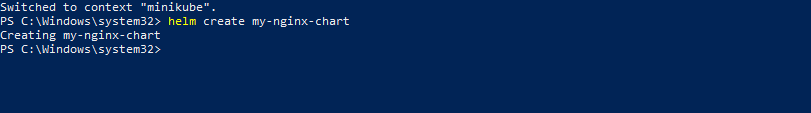 Switched to context "minikube".
PS C:\Windows\system32> helm create my-nginx-chart
Creating my-nginx-chart
PS C:\Windows\system32>